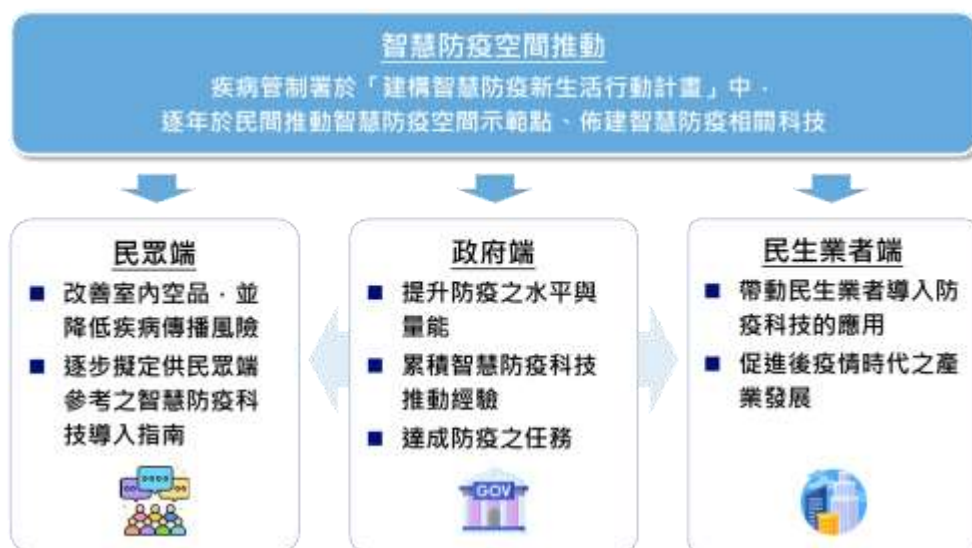 智慧防疫空間推動
疾病管制署於「建構智慧防疫新生活行動計畫」中，
逐年於民間推動智慧防疫空間示範點、佈建智慧防疫相關科技
民眾端
■ 改善室內空品，並
降低疾病傳播風險
■ 逐步擬定供民眾端
參考之智慧防疫科
技導入指南
政府端
■ 提升防疫之水平與
量能
■ 累積智慧防疫科技
推動經驗
■ 達成防疫之任務
GOV
民生業者端
■ 帶動民生業者導入防
疫科技的應用
■ 促進後疫情時代之產
業發展